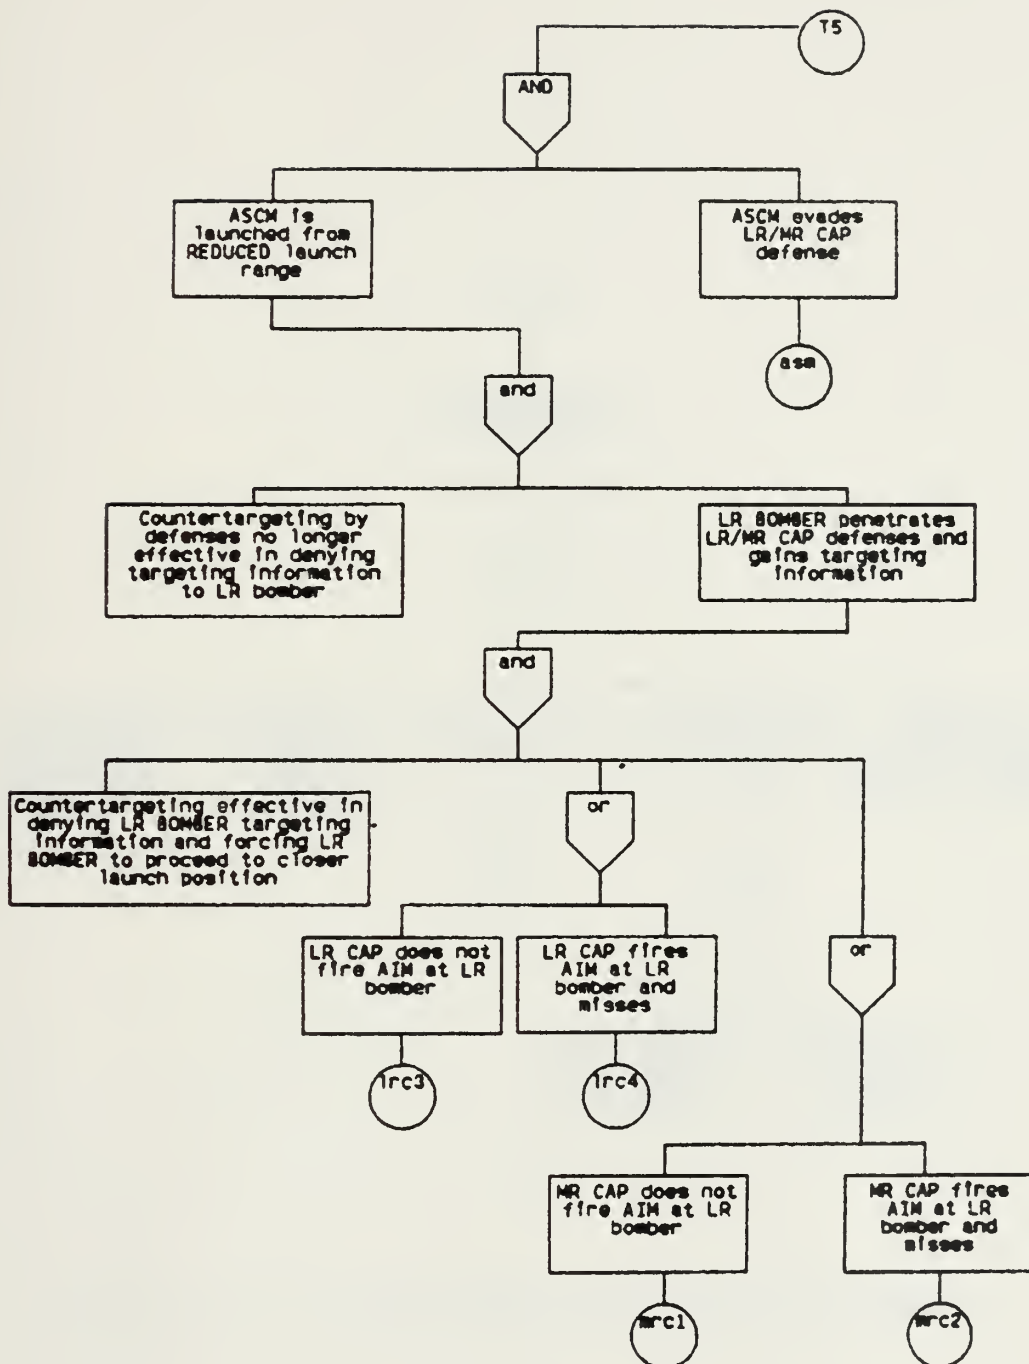 T5
AND
ASCM is
launched from
REDUCED launch
range
ASCM evades
LR/MR CAP
defense
asm
and
Countertargeting by
defenses no longer
effective in denying
targeting information
to LR bomber
LR BOMBER penetrates
LR/MR CAP defenses and
gains targeting
information
and
Countertargeting effective in
denying LR BOMBER targeting
information and forcing LR
BOMBER to proceed to closer
launch position
or
LR CAP does not
fire AIM at LR
bomber
LR CAP fires
AIM at LR
bomber and
misses
or
lrc3
lrc4
MR CAP does not
fire AIM at LR
bomber
MR CAP fires
AIM at LR
bomber and
misses
mrc1
mrc2